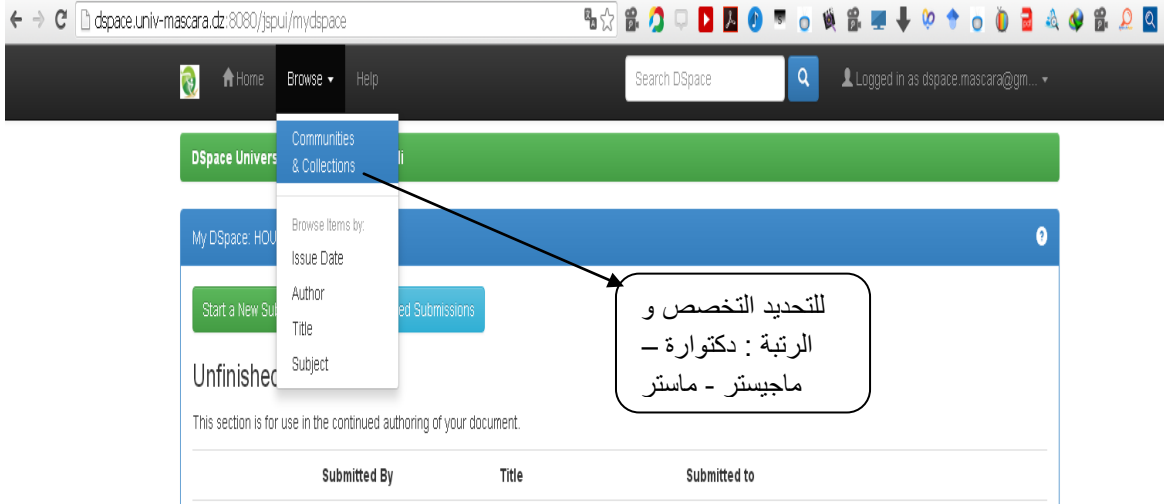 dspace.univ-mascara.dz:8080/jspui/mydspace
Home Browse Help Search DSpace Logged in as dspace.mascara@gm...
Communities
& Collections
DSpace Univers li
Browse Items by:
Issue Date
Author
Title
Subject
My DSpace: HOU
Start a New Sub ed Submissions
للتحديد التخصص و
الرتبة : دكتوارة –
ماجيستر - ماستر
Unfinished
This section is for use in the continued authoring of your document.
Submitted By Title Submitted to